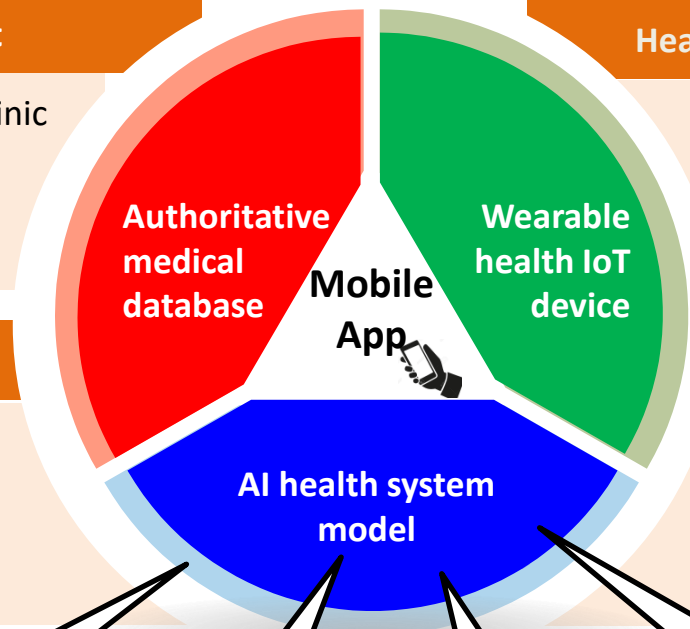 Authoritative
medical
database
Wearable
health IoT
device
Mobile
App
AI health system
model